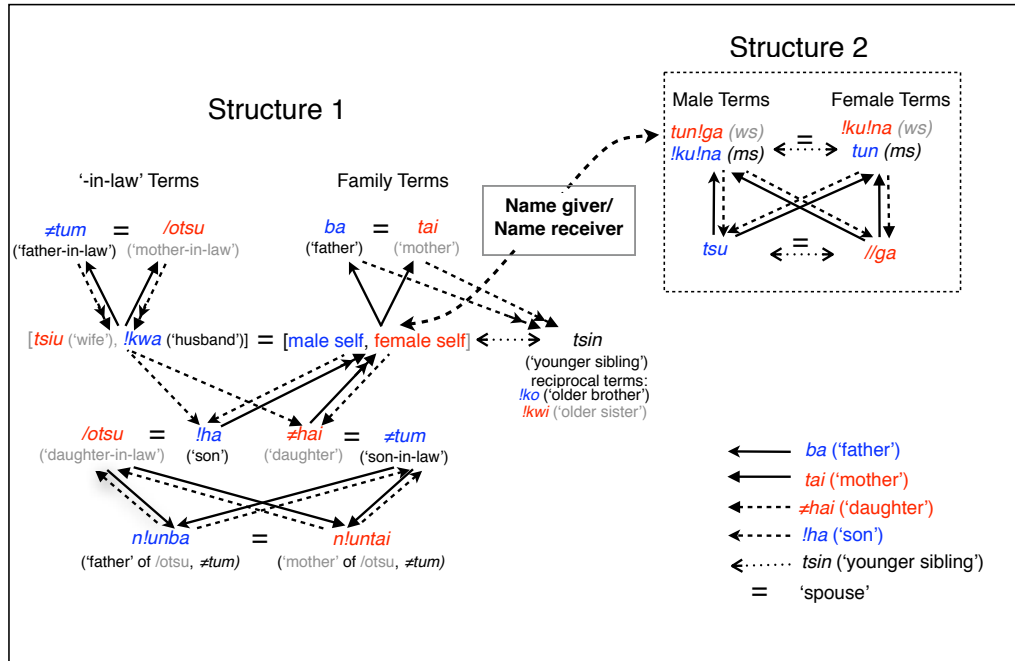 Structure 2
Structure 1
Male Terms
Female Terms
tun!ga (ws)
!ku!na (ms)
=
!ku!na (ws)
tun (ms)
tsu
=
//ga
'-in-law' Terms
Family Terms
Name giver/
Name receiver
≠tum
=
/otsu
('father-in-law')
('mother-in-law')
ba
=
tai
('father')
('mother')
[tsiu ('wife'), !kwa ('husband')] = [male self, female self]
tsin
('younger sibling')
reciprocal terms:
!ko ('older brother')
!kwi ('older sister')
/otsu
=
!ha
≠hai
=
≠tum
('daughter-in-law')
('son')
('daughter')
('son-in-law')
n!unba
=
n!untai
('father' of /otsu, ≠tum)
('mother' of /otsu, ≠tum)
ba ('father')
tai ('mother')
≠hai ('daughter')
!ha ('son')
tsin ('younger sibling')
= 'spouse'